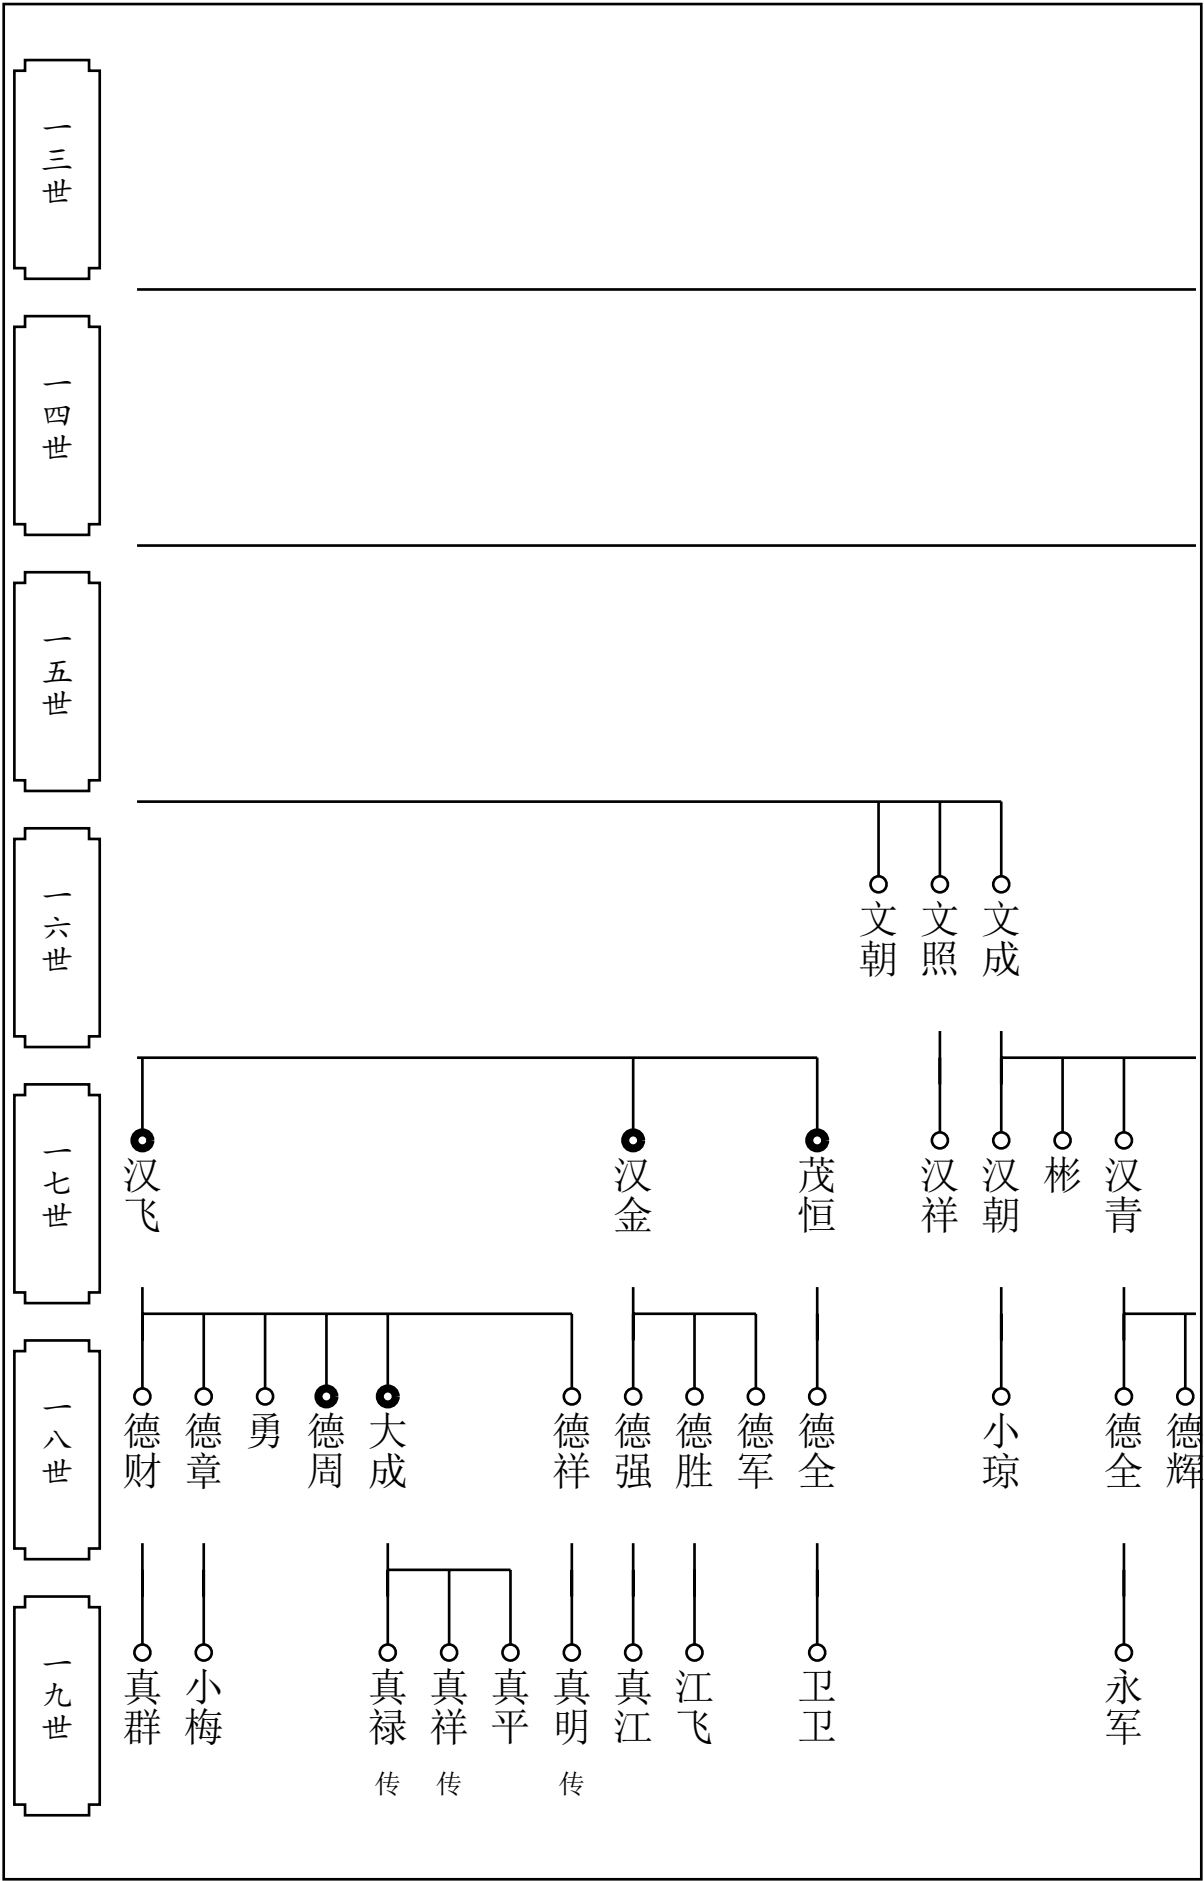 一三世
一四世
一五世
一六世
文成
文照
文朝
一七世
汉青
彬
汉朝
汉祥
茂恒
汉金
汉飞
一八世
德辉
德全
小琼
德全
德军
德胜
德强
德祥
大成
德周
勇
德章
德财
一九世
永军
卫卫
江飞
真江
真明 传
真平
真祥 传
真禄 传
小梅
真群